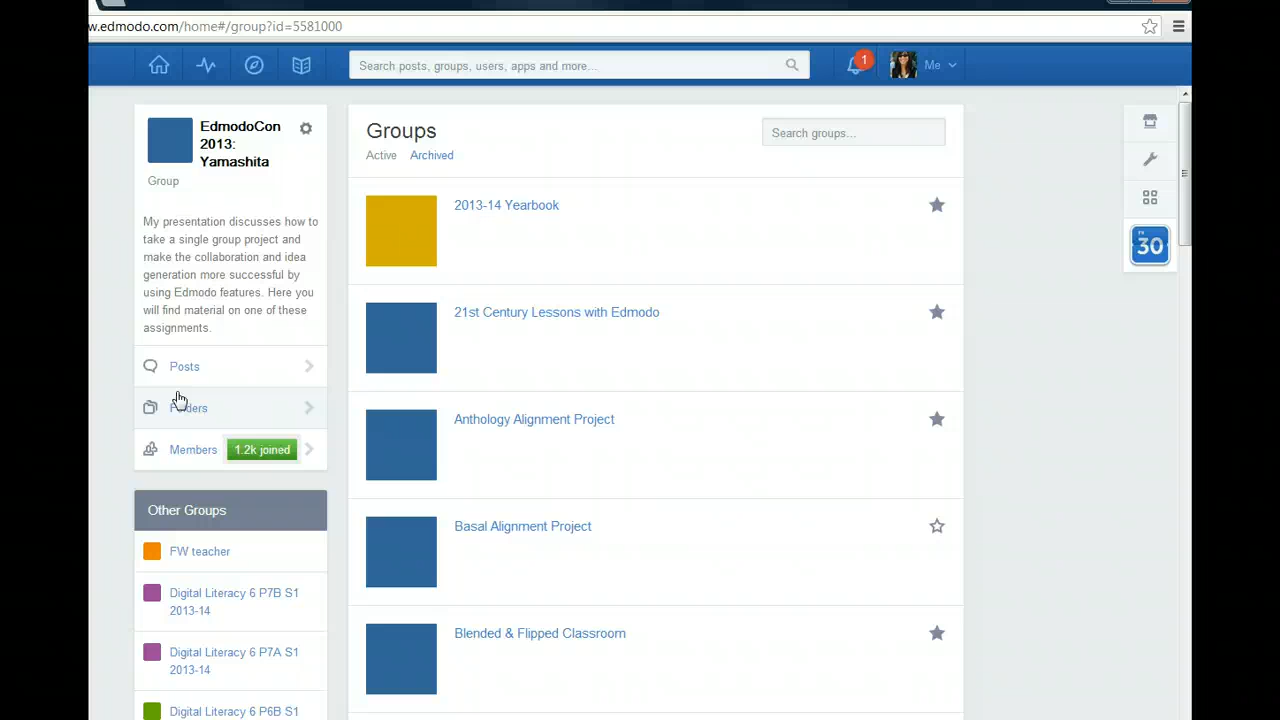 w.edmodo.com/home#/group?id=5581000
Search posts, groups, users, apps and more...
1
Me
EdmodoCon
2013:
Yamashita
Group
My presentation discusses how to
take a single group project and
make the collaboration and idea
generation more successful by
using Edmodo features. Here you
will find material on one of these
assignments.
Posts
Folders
Members 1.2k joined
Other Groups
FW teacher
Digital Literacy 6 P7B S1
2013-14
Digital Literacy 6 P7A S1
2013-14
Digital Literacy 6 P6B S1
Groups
Search groups...
Active Archived
2013-14 Yearbook
21st Century Lessons with Edmodo
Anthology Alignment Project
Basal Alignment Project
Blended & Flipped Classroom
30